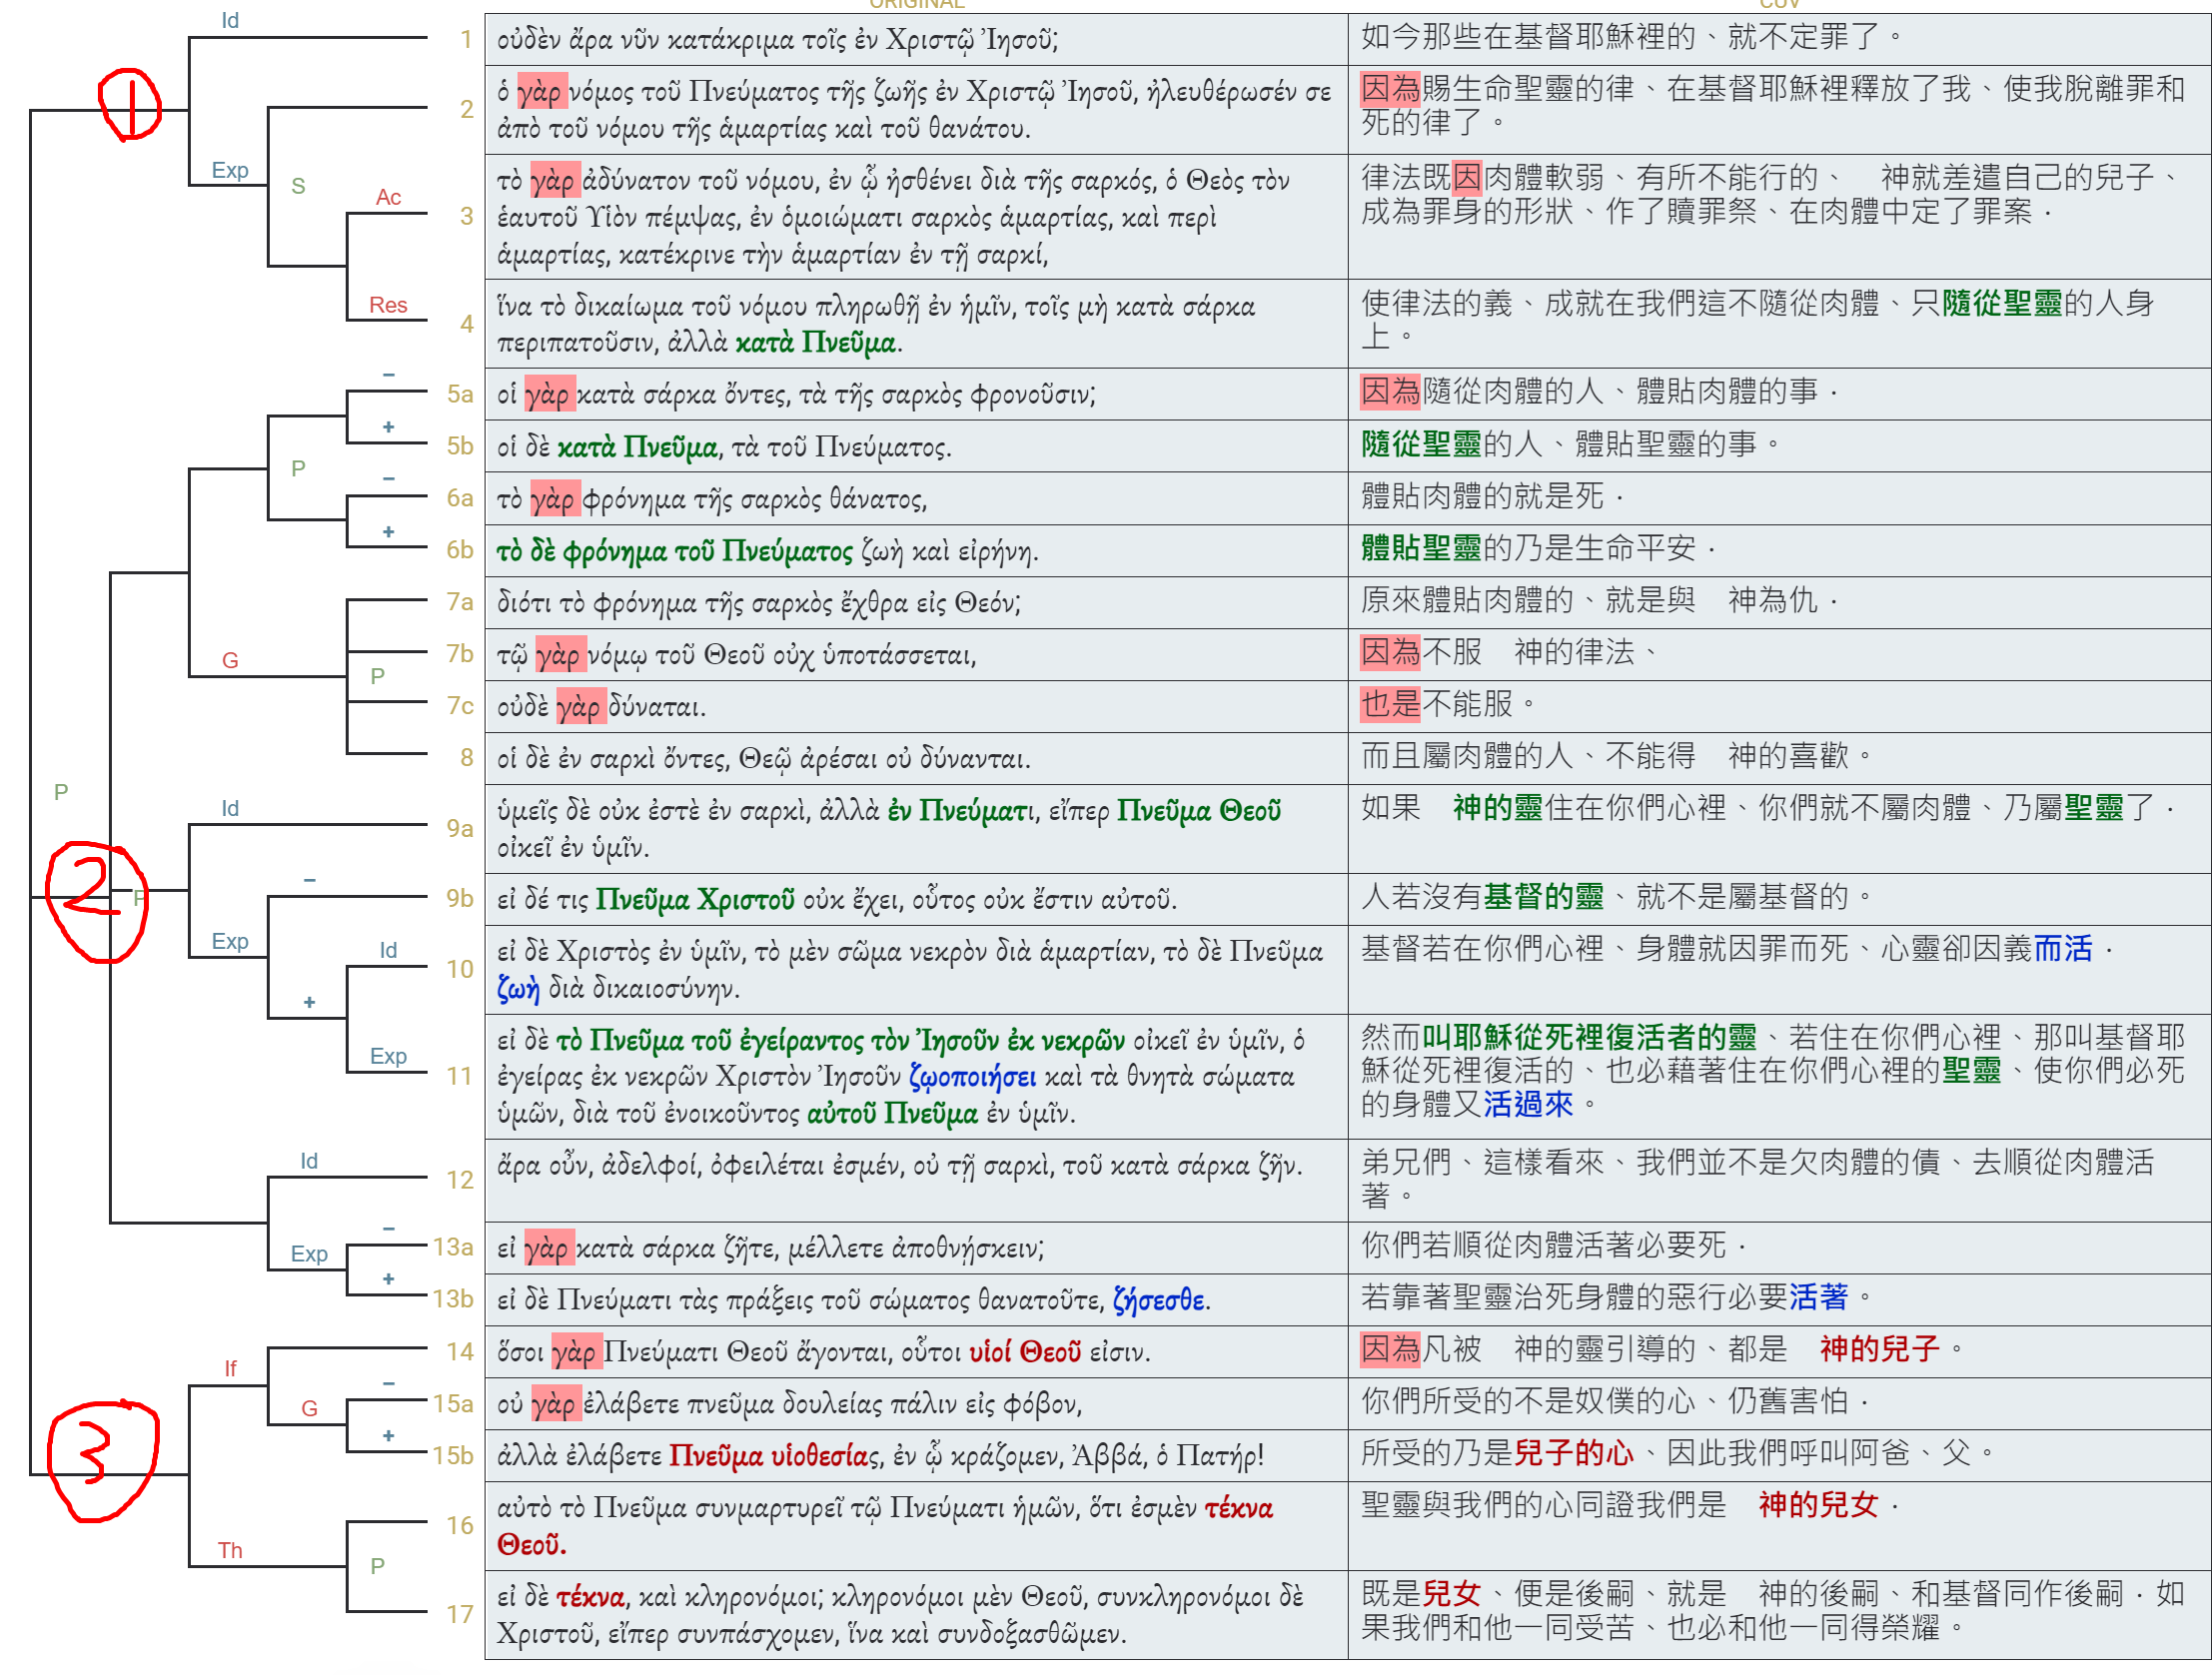 ORIGINAL
CUV
Id
1
οὐδὲν ἄρα νῦν κατάκριμα τοῖς ἐν Χριστῷ Ἰησοῦ;
如今那些在基督耶穌裡的、就不定罪了。
1
2
ὁ γὰρ νόμος τοῦ Πνεύματος τῆς ζωῆς ἐν Χριστῷ Ἰησοῦ, ἠλευθέρωσέν σε
ἀπὸ τοῦ νόμου τῆς ἁμαρτίας καὶ τοῦ θανάτου.
因為賜生命聖靈的律、在基督耶穌裡釋放了我、使我脫離罪和
死的律了。
Exp
S
Ac
3
τὸ γὰρ ἀδύνατον τοῦ νόμου, ἐν ᾧ ἠσθένει διὰ τῆς σαρκός, ὁ Θεὸς τὸν
ἑαυτοῦ Υἱὸν πέμψας, ἐν ὁμοιώματι σαρκὸς ἁμαρτίας, καὶ περὶ
ἁμαρτίας, κατέκρινε τὴν ἁμαρτίαν ἐν τῇ σαρκί,
律法既因肉體軟弱、有所不能行的、 神就差遣自己的兒子、
成為罪身的形狀、作了贖罪祭、在肉體中定了罪案．
Res
4
ἵνα τὸ δικαίωμα τοῦ νόμου πληρωθῇ ἐν ἡμῖν, τοῖς μὴ κατὰ σάρκα
περιπατοῦσιν, ἀλλὰ κατὰ Πνεῦμα.
使律法的義、成就在我們這不隨從肉體、只隨從聖靈的人身
上。
−
5a
οἱ γὰρ κατὰ σάρκα ὄντες, τὰ τῆς σαρκὸς φρονοῦσιν;
因為隨從肉體的人、體貼肉體的事．
+
5b
οἱ δὲ κατὰ Πνεῦμα, τὰ τοῦ Πνεύματος.
隨從聖靈的人、體貼聖靈的事。
P
−
6a
τὸ γὰρ φρόνημα τῆς σαρκὸς θάνατος,
體貼肉體的就是死．
+
6b
τὸ δὲ φρόνημα τοῦ Πνεύματος ζωὴ καὶ εἰρήνη.
體貼聖靈的乃是生命平安．
7a
διότι τὸ φρόνημα τῆς σαρκὸς ἔχθρα εἰς Θεόν;
原來體貼肉體的、就是與 神為仇．
G
7b
τῷ γὰρ νόμῳ τοῦ Θεοῦ οὐχ ὑποτάσσεται,
因為不服 神的律法、
P
7c
οὐδὲ γὰρ δύναται.
也是不能服。
8
οἱ δὲ ἐν σαρκὶ ὄντες, Θεῷ ἀρέσαι οὐ δύνανται.
而且屬肉體的人、不能得 神的喜歡。
P
Id
9a
ὑμεῖς δὲ οὐκ ἐστὲ ἐν σαρκὶ, ἀλλὰ ἐν Πνεύματι, εἴπερ Πνεῦμα Θεοῦ
οἰκεῖ ἐν ὑμῖν.
如果 神的靈住在你們心裡、你們就不屬肉體、乃屬聖靈了．
2
P
−
9b
εἰ δέ τις Πνεῦμα Χριστοῦ οὐκ ἔχει, οὗτος οὐκ ἔστιν αὐτοῦ.
人若沒有基督的靈、就不是屬基督的。
Exp
Id
10
εἰ δὲ Χριστὸς ἐν ὑμῖν, τὸ μὲν σῶμα νεκρὸν διὰ ἁμαρτίαν, τὸ δὲ Πνεῦμα
ζωὴ διὰ δικαιοσύνην.
基督若在你們心裡、身體就因罪而死、心靈卻因義而活．
+
Exp
11
εἰ δὲ τὸ Πνεῦμα τοῦ ἐγείραντος τὸν Ἰησοῦν ἐκ νεκρῶν οἰκεῖ ἐν ὑμῖν, ὁ
ἐγείρας ἐκ νεκρῶν Χριστὸν Ἰησοῦν ζῳοποιήσει καὶ τὰ θνητὰ σώματα
ὑμῶν, διὰ τοῦ ἐνοικοῦντος αὐτοῦ Πνεῦμα ἐν ὑμῖν.
然而叫耶穌從死裡復活者的靈、若住在你們心裡、那叫基督耶
穌從死裡復活的、也必藉著住在你們心裡的聖靈、使你們必死
的身體又活過來。
Id
12
ἄρα οὖν, ἀδελφοί, ὀφειλέται ἐσμέν, οὐ τῇ σαρκὶ, τοῦ κατὰ σάρκα ζῆν.
弟兄們、這樣看來、我們並不是欠肉體的債、去順從肉體活
著。
−
13a
εἰ γὰρ κατὰ σάρκα ζῆτε, μέλλετε ἀποθνῄσκειν;
你們若順從肉體活著必要死．
Exp
+
13b
εἰ δὲ Πνεύματι τὰς πράξεις τοῦ σώματος θανατοῦτε, ζήσεσθε.
若靠著聖靈治死身體的惡行必要活著。
If
14
ὅσοι γὰρ Πνεύματι Θεοῦ ἄγονται, οὗτοι υἱοί Θεοῦ εἰσιν.
因為凡被 神的靈引導的、都是 神的兒子。
G
−
15a
οὐ γὰρ ἐλάβετε πνεῦμα δουλείας πάλιν εἰς φόβον,
你們所受的不是奴僕的心、仍舊害怕．
3
+
15b
ἀλλὰ ἐλάβετε Πνεῦμα υἱοθεσίας, ἐν ᾧ κράζομεν, Ἀββά, ὁ Πατήρ!
所受的乃是兒子的心、因此我們呼叫阿爸、父。
16
αὐτὸ τὸ Πνεῦμα συνμαρτυρεῖ τῷ Πνεύματι ἡμῶν, ὅτι ἐσμὲν τέκνα
Θεοῦ.
聖靈與我們的心同證我們是 神的兒女．
Th
P
17
εἰ δὲ τέκνα, καὶ κληρονόμοι; κληρονόμοι μὲν Θεοῦ, συνκληρονόμοι δὲ
Χριστοῦ, εἴπερ συνπάσχομεν, ἵνα καὶ συνδοξασθῶμεν.
既是兒女、便是後嗣、就是 神的後嗣、和基督同作後嗣．如
果我們和他一同受苦、也必和他一同得榮耀。